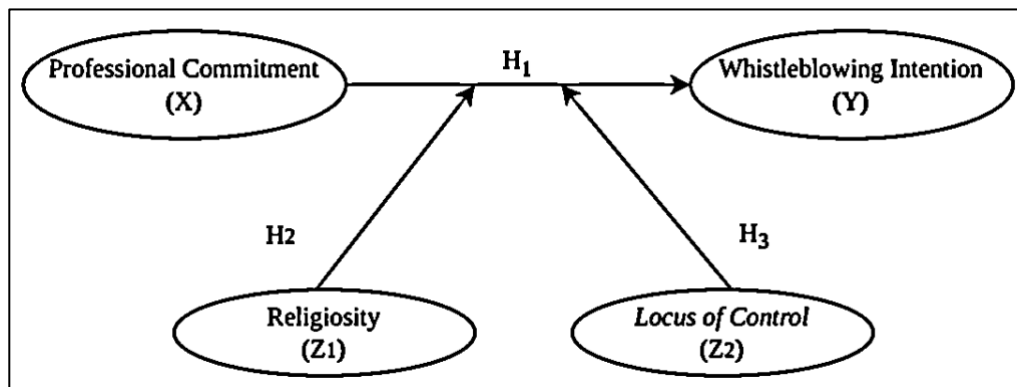 Professional Commitment
(X)
H1
Whistleblowing Intention
(Y)
H2
H3
Religiosity
(Z1)
Locus of Control
(Z2)